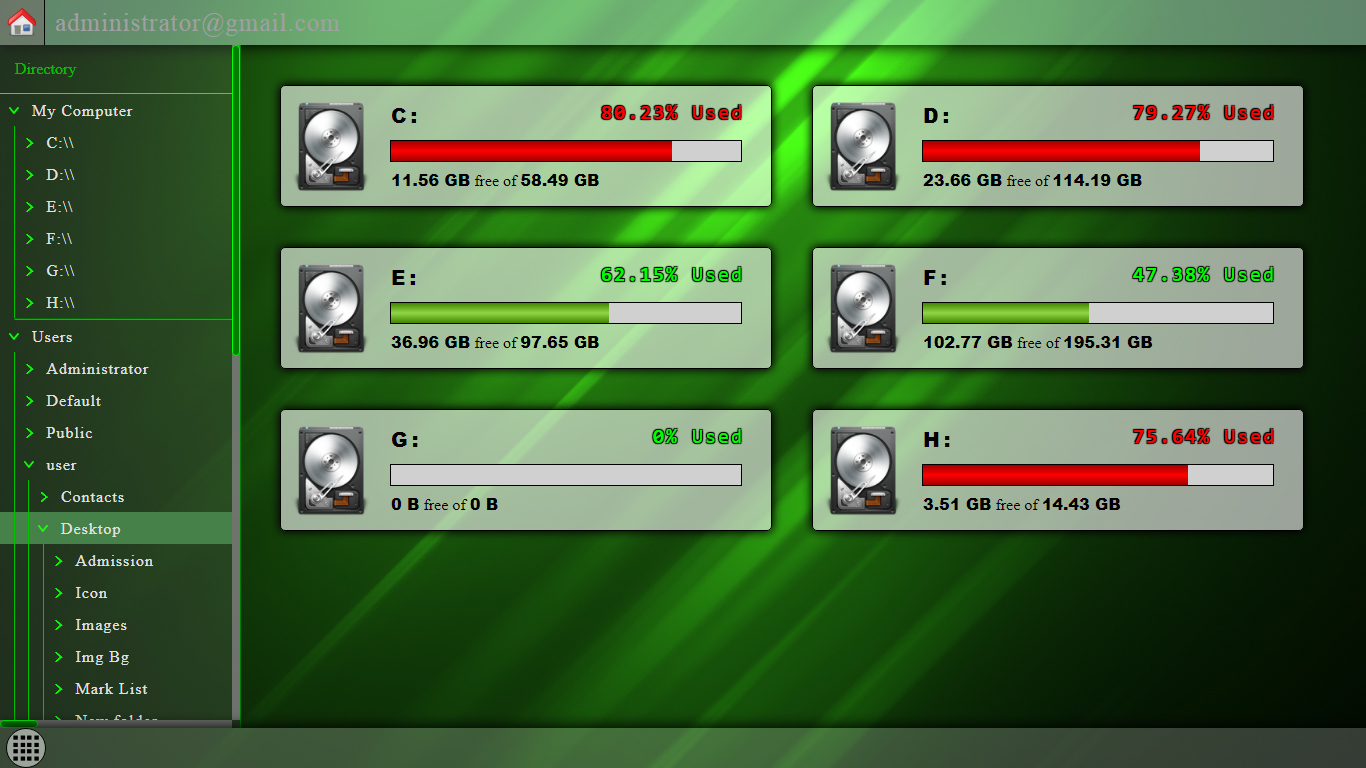 administrator@gmail.com
Directory
My Computer
C:\\
D:\\
E:\\
F:\\
G:\\
H:\\
Users
Administrator
Default
Public
user
Contacts
Desktop
Admission
Icon
Images
Img Bg
Mark List
New folder
C: 80.23% Used
11.56 GB free of 58.49 GB
D: 79.27% Used
23.66 GB free of 114.19 GB
E: 62.15% Used
36.96 GB free of 97.65 GB
F: 47.38% Used
102.77 GB free of 195.31 GB
G: 0% Used
0 B free of 0 B
H: 75.64% Used
3.51 GB free of 14.43 GB